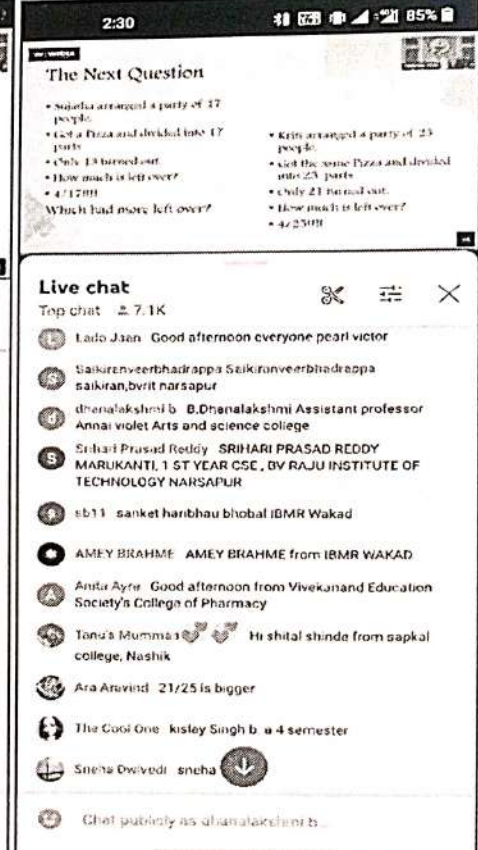 2:30
85%
The Next Question
• Sujatha arranged a party of 17
people.
• Got a Pizza and divided into 17
parts
• Only 13 turned out.
• How much is left over?
• 4/17!!!!
Which had more left over?
• Kriti arranged a party of 25
people.
• Got the same Pizza and divided
into 25 parts
• Only 21 turned out.
• How much is left over?
• 4/25!!!!
Live chat
Top chat 7.1K
Lado Jaan Good afternoon everyone pearl victor
Saikiranveerbhadrappa Saikiranveerbhadrappa
saikiran,bvrit narsapur
dhanalakshmi b B.Dhanalakshmi Assistant professor
Annai violet Arts and science college
Srihari Prasad Reddy SRIHARI PRASAD REDDY
MARUKANTI, 1 ST YEAR CSE , BV RAJU INSTITUTE OF
TECHNOLOGY NARSAPUR
sb11 sanket haribhau bhobal IBMR Wakad
AMEY BRAHME AMEY BRAHME from IBMR WAKAD
Anita Ayre Good afternoon from Vivekanand Education
Society's College of Pharmacy
Tanu's Mumma Hi shital shinde from sapkal
college, Nashik
Ara Aravind 21/25 is bigger
The Cool One kisley Singh b. a 4 semester
Sneha Dwivedi sneha
Chat publicly as dhanalakshmi b...